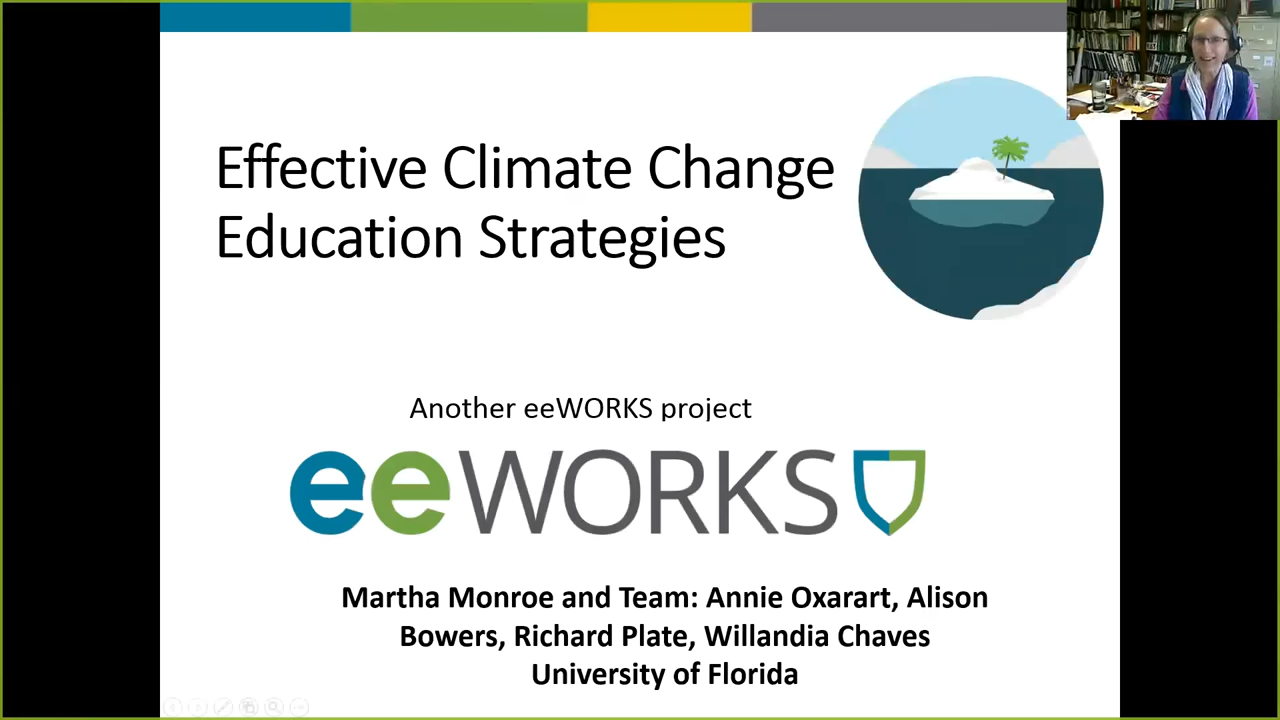 Effective Climate Change
Education Strategies
Another eeWORKS project
eeWORKS
Martha Monroe and Team: Annie Oxarart, Alison
Bowers, Richard Plate, Willandia Chaves
University of Florida